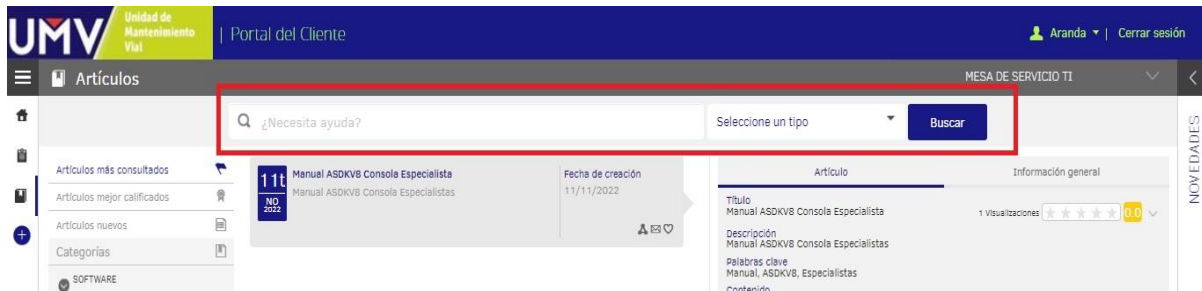 UMV
Unidad de
Mantenimiento
Vial
| Portal del Cliente
Aranda | Cerrar sesión
Artículos
MESA DE SERVICIO TI
¿Necesita ayuda?
Seleccione un tipo
Buscar
NOVEDADES
Artículos más consultados
Artículos mejor calificados
Artículos nuevos
Categorías
SOFTWARE
11t
NO
2022
Manual ASDKV8 Consola Especialista
Manual ASDKV8 Consola Especialistas
Fecha de creación
11/11/2022
Artículo
Información general
Título
Manual ASDKV8 Consola Especialista
1 Visualizaciones
0.0
Descripción
Manual ASDKV8 Consola Especialistas
Palabras clave
Manual, ASDKV8, Especialistas
Contenido